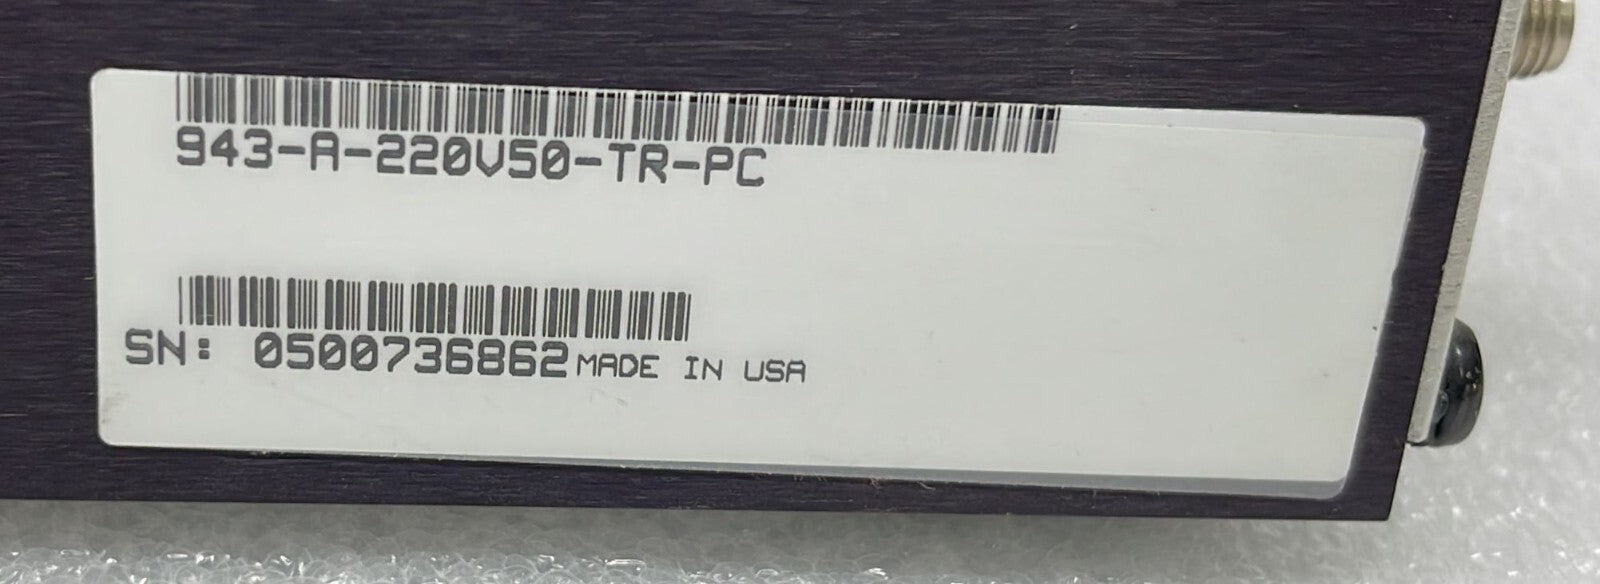 943-A-220V50-TR-PC
SN: 0500736862 MADE IN USA